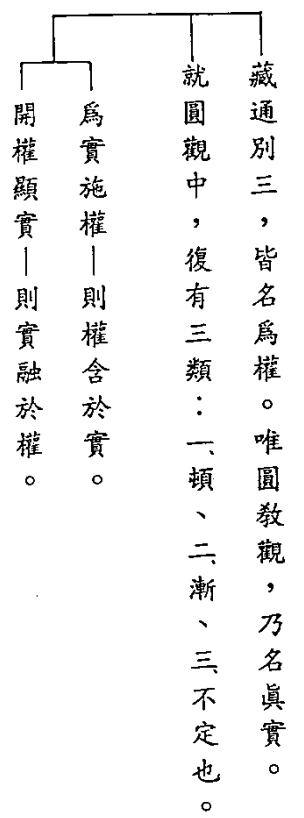 藏通別三，皆名爲權。唯圓教觀，乃名眞實。
就圓觀中，復有三類：一、頓、二、漸、三、不定也。
爲實施權—則權含於實。
開權顯實—則實融於權。